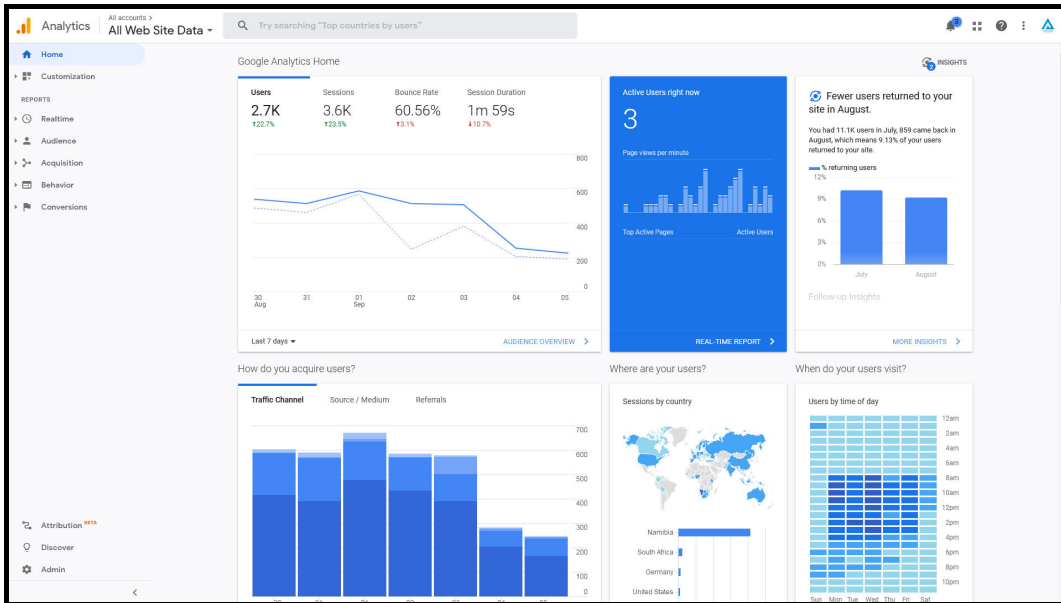 Analytics
All accounts >
All Web Site Data
Try searching "Top countries by users"
3
Home
Customization
REPORTS
Realtime
Audience
Acquisition
Behavior
Conversions
Attribution BETA
Discover
Admin
Google Analytics Home
2
INSIGHTS
Users Sessions Bounce Rate Session Duration
2.7K 3.6K 60.56% 1m 59s
↑22.7% ↑23.5% ↑3.1% ↓10.7%
800
600
400
200
0
30 31 01 02 03 04 05
Aug Sep
Last 7 days
AUDIENCE OVERVIEW >
Active Users right now
3
Page views per minute
Top Active Pages Active Users
REAL-TIME REPORT >
Fewer users returned to your
site in August.
You had 11.1K users in July, 859 came back in
August, which means 9.13% of your users
returned to your site.
% returning users
12%
9%
6%
3%
0%
July August
Follow-up Insights
MORE INSIGHTS >
How do you acquire users?
Traffic Channel Source / Medium Referrals
700
600
500
400
300
200
100
0
Where are your users?
Sessions by country
Namibia
South Africa
Germany
United States
When do your users visit?
Users by time of day
12am
2am
4am
6am
8am
10am
12pm
2pm
4pm
6pm
8pm
10pm
Sun Mon Tue Wed Thu Fri Sat